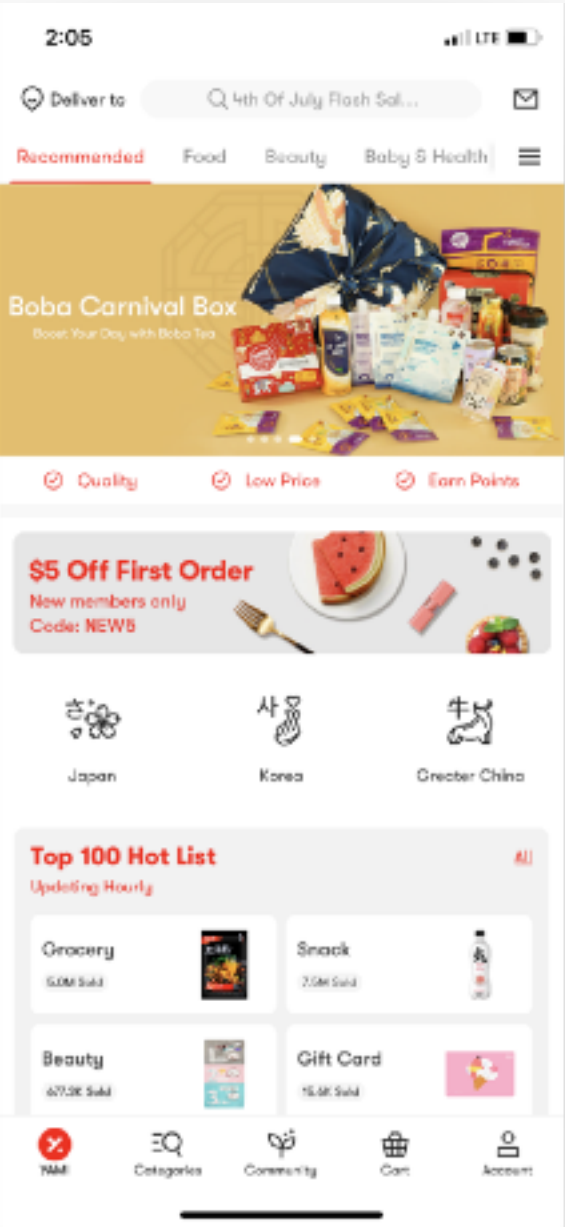 2:05
LTE
Deliver to
4th Of July Flash Sal...
Recommended
Food
Beauty
Baby & Health
Boba Carnival Box
Boost Your Day with Boba Tea
Quality
Low Price
Earn Points
$5 Off First Order
New members only
Code: NEW5
さ
사
牛
Japan
Korea
Greater China
Top 100 Hot List
All
Updating Hourly
Grocery
5.0M Sold
Snack
7.5M Sold
Beauty
677.3K Sold
Gift Card
15.6K Sold
YAMI
Categories
Community
Cart
Account